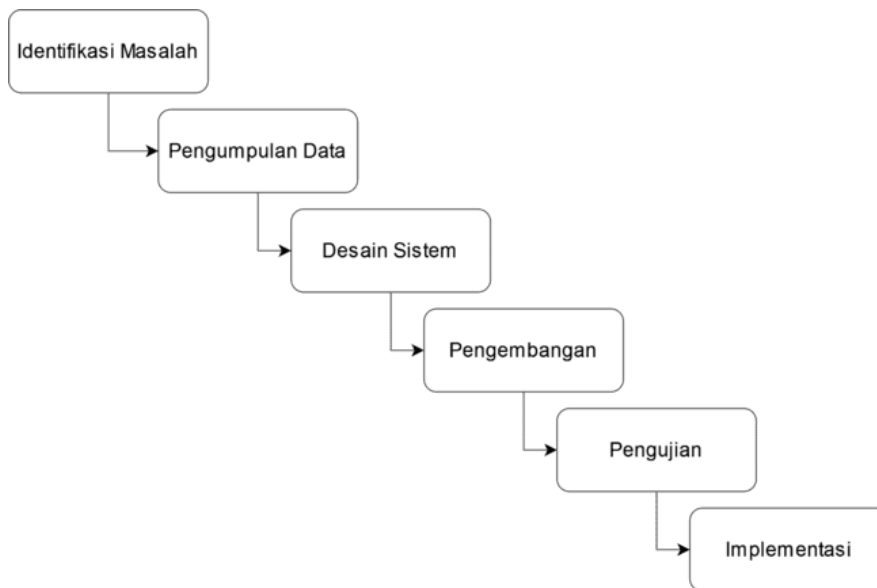 Identifikasi Masalah
Pengumpulan Data
Desain Sistem
Pengembangan
Pengujian
Implementasi